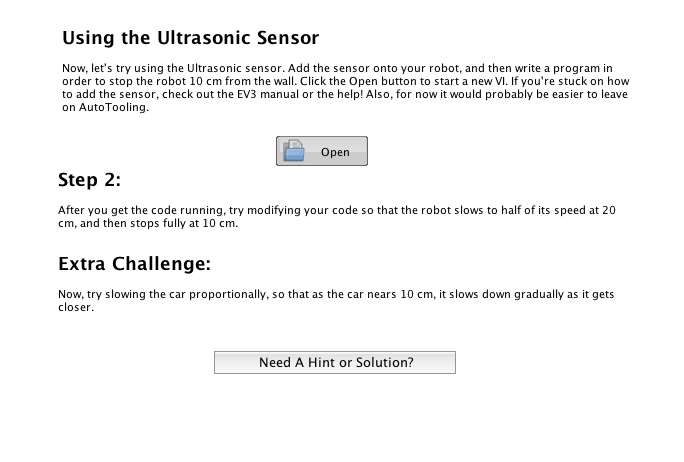 Using the Ultrasonic Sensor
Now, let's try using the Ultrasonic sensor. Add the sensor onto your robot, and then write a program in
order to stop the robot 10 cm from the wall. Click the Open button to start a new VI. If you're stuck on how
to add the sensor, check out the EV3 manual or the help! Also, for now it would probably be easier to leave
on AutoTooling.
Open
Step 2:
After you get the code running, try modifying your code so that the robot slows to half of its speed at 20
cm, and then stops fully at 10 cm.
Extra Challenge:
Now, try slowing the car proportionally, so that as the car nears 10 cm, it slows down gradually as it gets
closer.
Need A Hint or Solution?